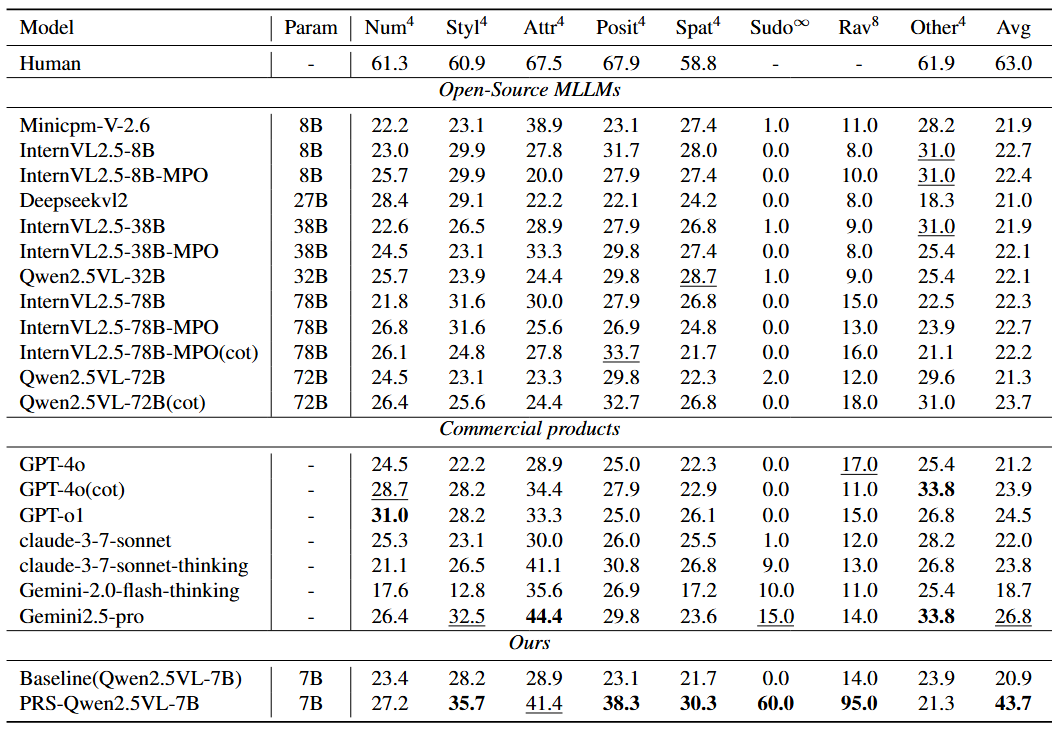 Model Param Num⁴ Styl⁴ Attr⁴ Posit⁴ Spat⁴ Sudo∞ Rav⁸ Other⁴ Avg
Human - 61.3 60.9 67.5 67.9 58.8 - - 61.9 63.0
Open-Source MLLMs
Minicpm-V-2.6 8B 22.2 23.1 38.9 23.1 27.4 1.0 11.0 28.2 21.9
InternVL2.5-8B 8B 23.0 29.9 27.8 31.7 28.0 0.0 8.0 31.0 22.7
InternVL2.5-8B-MPO 8B 25.7 29.9 20.0 27.9 27.4 0.0 10.0 31.0 22.4
Deepseekvl2 27B 28.4 29.1 22.2 22.1 24.2 0.0 8.0 18.3 21.0
InternVL2.5-38B 38B 22.6 26.5 28.9 27.9 26.8 1.0 9.0 31.0 21.9
InternVL2.5-38B-MPO 38B 24.5 23.1 33.3 29.8 27.4 0.0 8.0 25.4 22.1
Qwen2.5VL-32B 32B 25.7 23.9 24.4 29.8 28.7 1.0 9.0 25.4 22.1
InternVL2.5-78B 78B 21.8 31.6 30.0 27.9 26.8 0.0 15.0 22.5 22.3
InternVL2.5-78B-MPO 78B 26.8 31.6 25.6 26.9 24.8 0.0 13.0 23.9 22.7
InternVL2.5-78B-MPO(cot) 78B 26.1 24.8 27.8 33.7 21.7 0.0 16.0 21.1 22.2
Qwen2.5VL-72B 72B 24.5 23.1 23.3 29.8 22.3 2.0 12.0 29.6 21.3
Qwen2.5VL-72B(cot) 72B 26.4 25.6 24.4 32.7 26.8 0.0 18.0 31.0 23.7
Commercial products
GPT-4o - 24.5 22.2 28.9 25.0 22.3 0.0 17.0 25.4 21.2
GPT-4o(cot) - 28.7 28.2 34.4 27.9 22.9 0.0 11.0 33.8 23.9
GPT-o1 - 31.0 28.2 33.3 25.0 26.1 0.0 15.0 26.8 24.5
claude-3-7-sonnet - 25.3 23.1 30.0 26.0 25.5 1.0 12.0 28.2 22.0
claude-3-7-sonnet-thinking - 21.1 26.5 41.1 30.8 26.8 9.0 13.0 26.8 23.8
Gemini-2.0-flash-thinking - 17.6 12.8 35.6 26.9 17.2 10.0 11.0 25.4 18.7
Gemini2.5-pro - 26.4 32.5 44.4 29.8 23.6 15.0 14.0 33.8 26.8
Ours
Baseline(Qwen2.5VL-7B) 7B 23.4 28.2 28.9 23.1 21.7 0.0 14.0 23.9 20.9
PRS-Qwen2.5VL-7B 7B 27.2 35.7 41.4 38.3 30.3 60.0 95.0 21.3 43.7